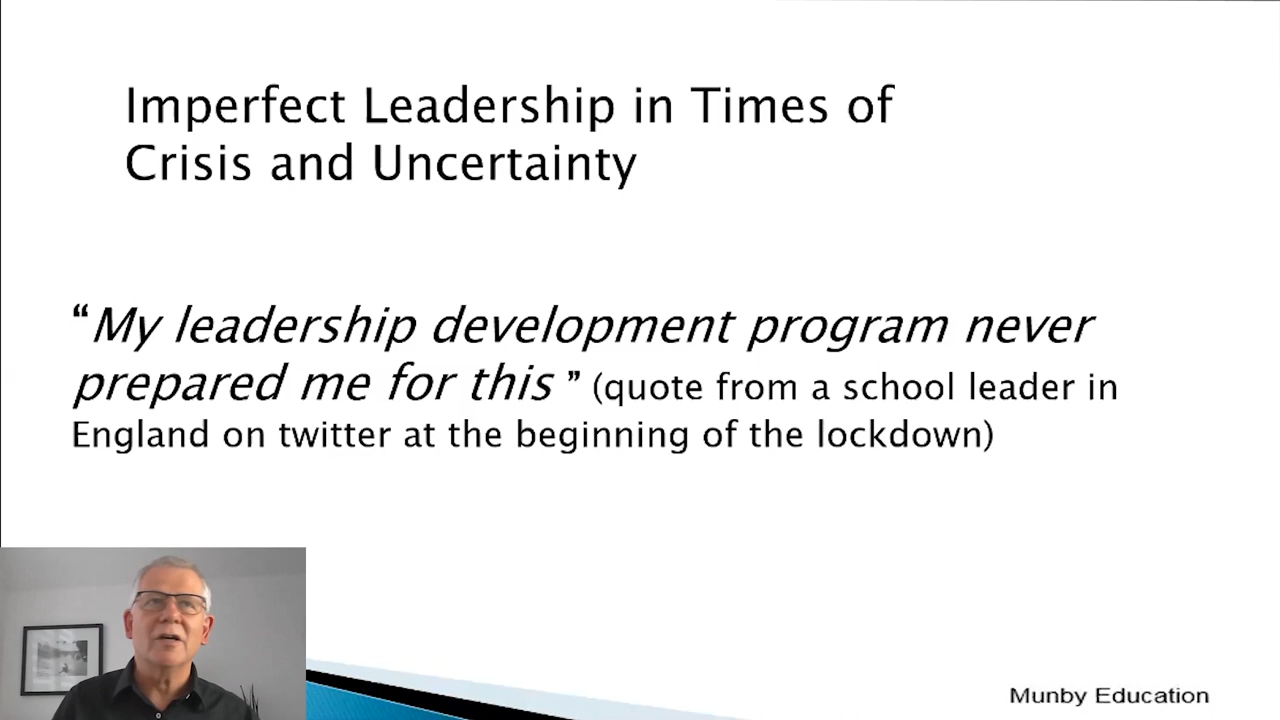 Imperfect Leadership in Times of
Crisis and Uncertainty
“My leadership development program never
prepared me for this ” (quote from a school leader in
England on twitter at the beginning of the lockdown)
Munby Education